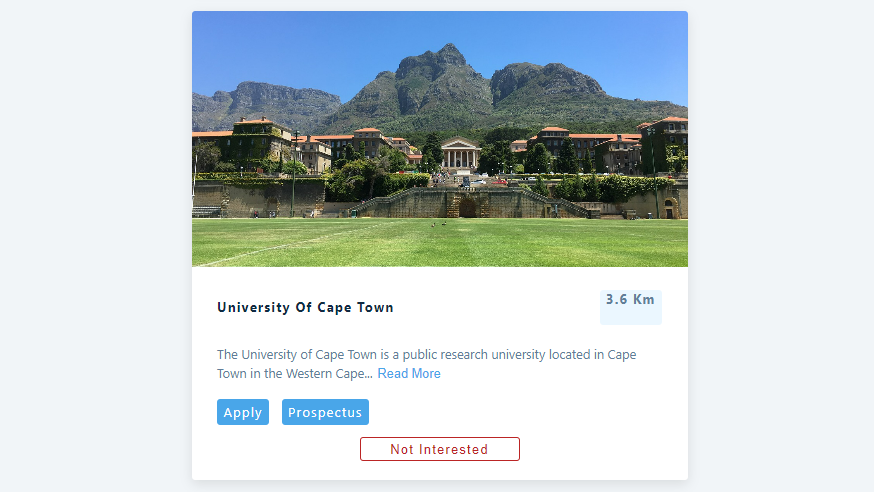 University Of Cape Town
3.6 Km
The University of Cape Town is a public research university located in Cape
Town in the Western Cape... Read More
Apply
Prospectus
Not Interested